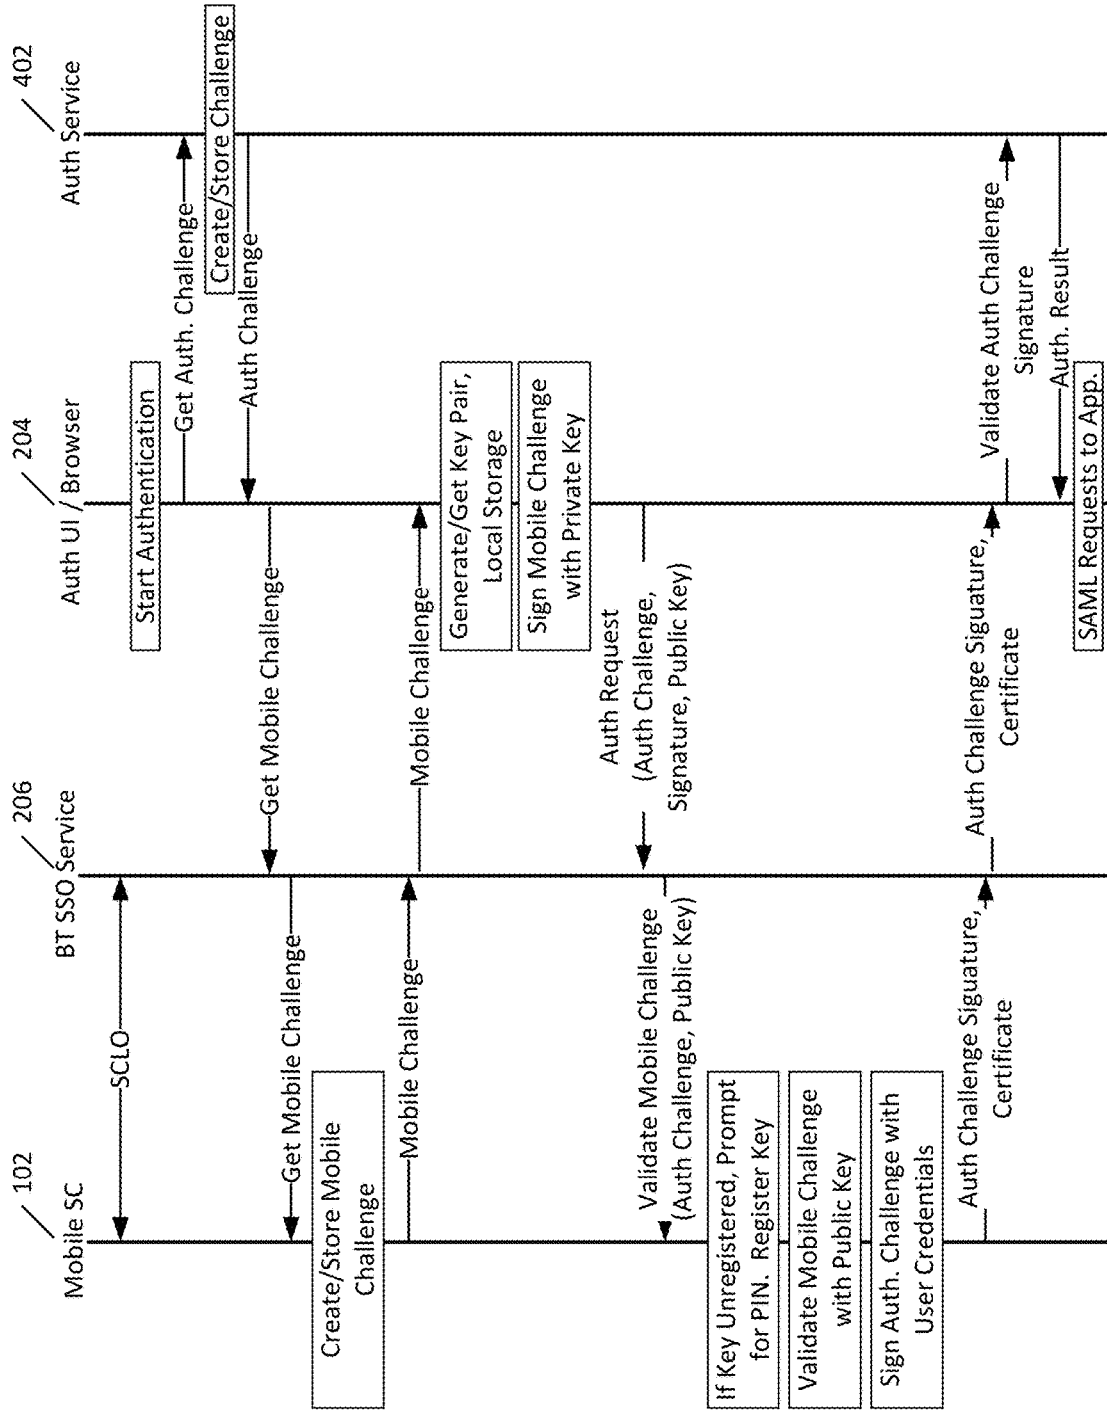 102
Mobile SC
206
BT SSO Service
204
Auth UI / Browser
402
Auth Service
SCLO
Start Authentication
Get Auth. Challenge
Create/Store Challenge
Auth Challenge
Get Mobile Challenge
Get Mobile Challenge
Create/Store Mobile
Challenge
Mobile Challenge
Mobile Challenge
Generate/Get Key Pair,
Local Storage
Sign Mobile Challenge
with Private Key
Auth Request
(Auth Challenge,
Signature, Public Key)
Validate Mobile Challenge
(Auth Challenge, Public Key)
If Key Unregistered, Prompt
for PIN. Register Key
Validate Mobile Challenge
with Public Key
Sign Auth. Challenge with
User Credentials
Auth Challenge Siguature,
Certificate
Auth Challenge Siguature,
Certificate
Validate Auth Challenge
Signature
Auth. Result
SAML Requests to App.